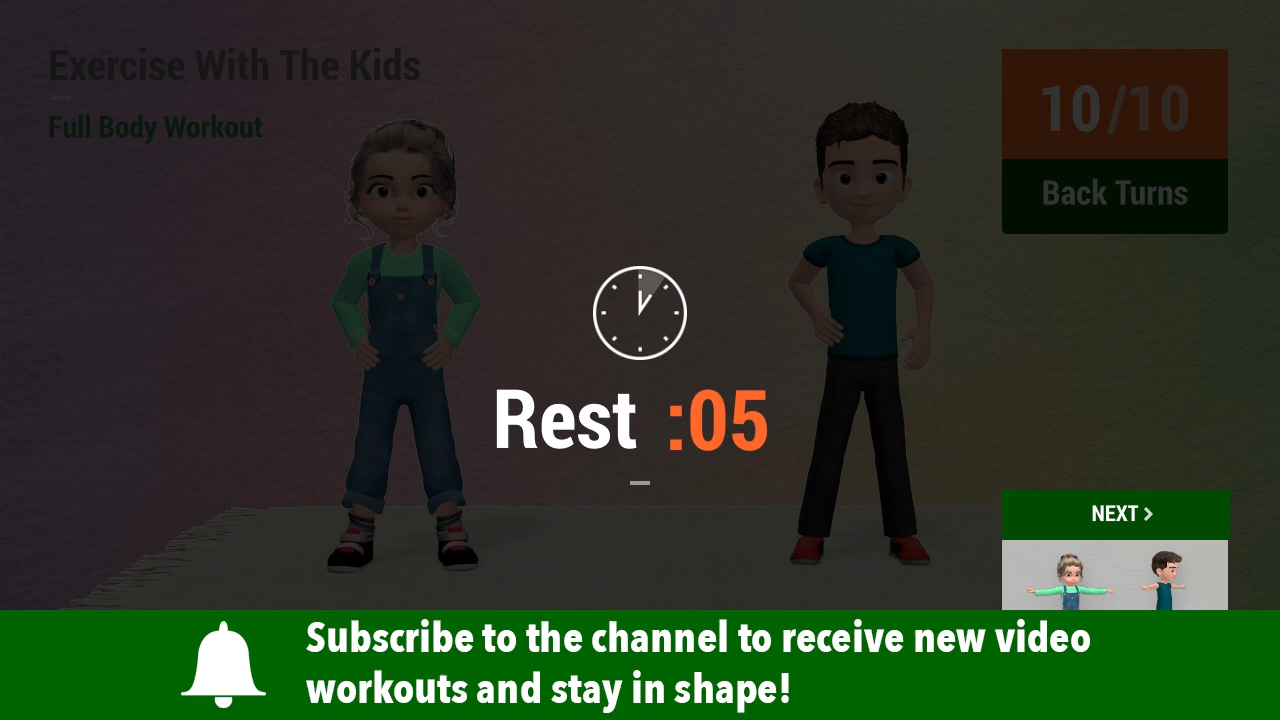 Exercise With The Kids
Full Body Workout
10/10
Back Turns
Rest :05
NEXT >
Subscribe to the channel to receive new video
workouts and stay in shape!